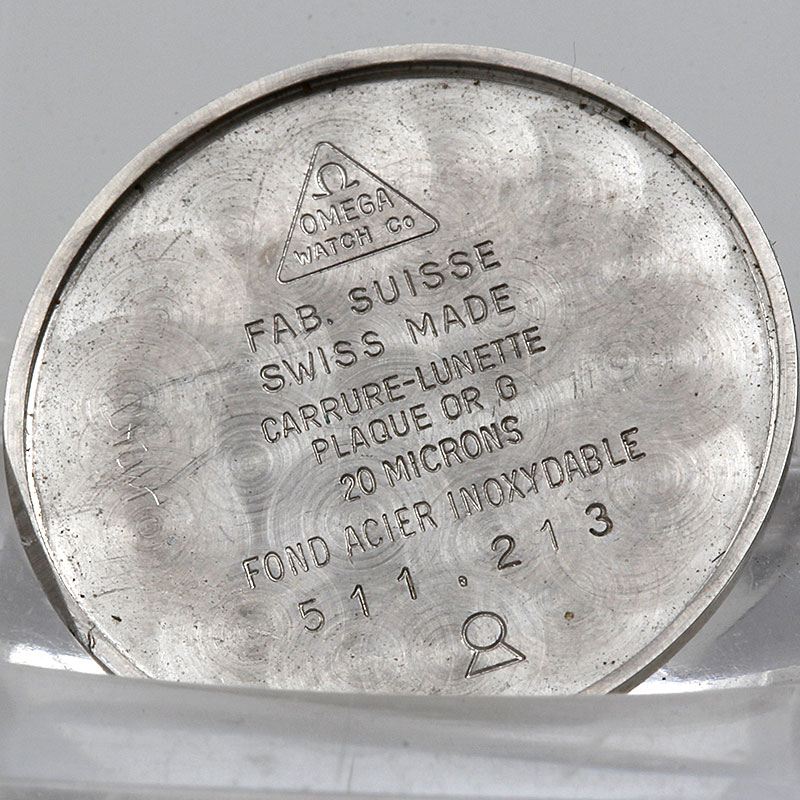 Ω
OMEGA
WATCH Co
FAB. SUISSE
SWISS MADE
CARRURE-LUNETTE
PLAQUE OR G
20 MICRONS
FOND ACIER INOXYDABLE
511.213